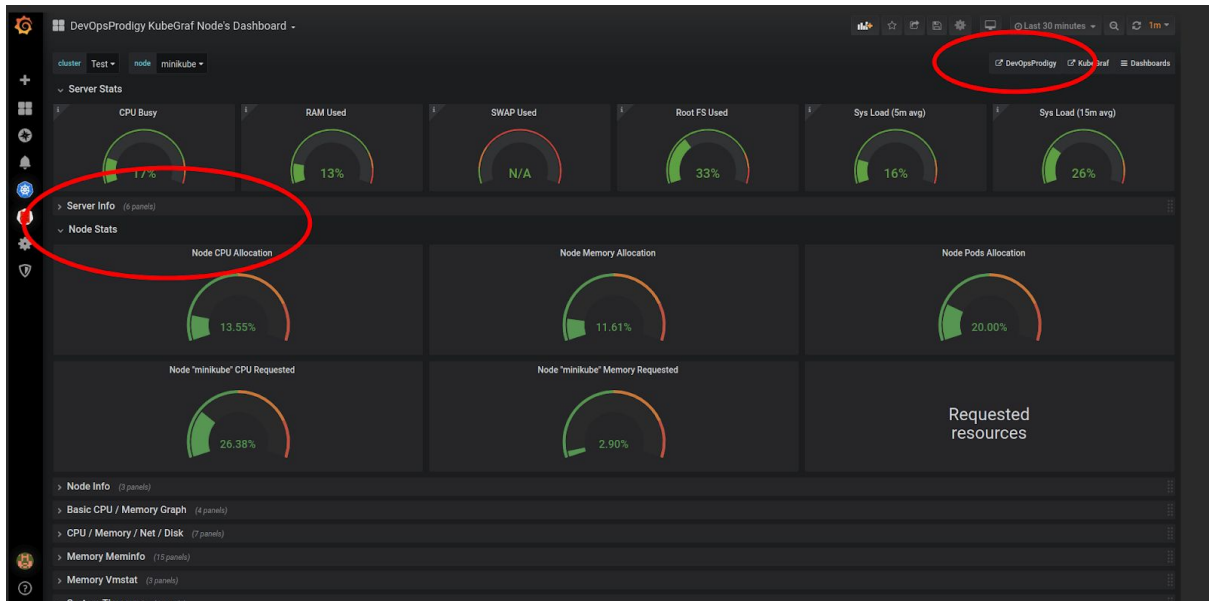 DevOpsProdigy KubeGraf Node's Dashboard
Last 30 minutes
1m
cluster Test node minikube
DevOpsProdigy KubeGraf Dashboards
Server Stats
CPU Busy
RAM Used
SWAP Used
Root FS Used
Sys Load (5m avg)
Sys Load (15m avg)
17%
13%
N/A
33%
16%
26%
Server Info (6 panels)
Node Stats
Node CPU Allocation
Node Memory Allocation
Node Pods Allocation
13.55%
11.61%
20.00%
Node "minikube" CPU Requested
Node "minikube" Memory Requested
26.38%
2.90%
Requested
resources
Node Info (3 panels)
Basic CPU / Memory Graph (4 panels)
CPU / Memory / Net / Disk (7 panels)
Memory Meminfo (15 panels)
Memory Vmstat (3 panels)